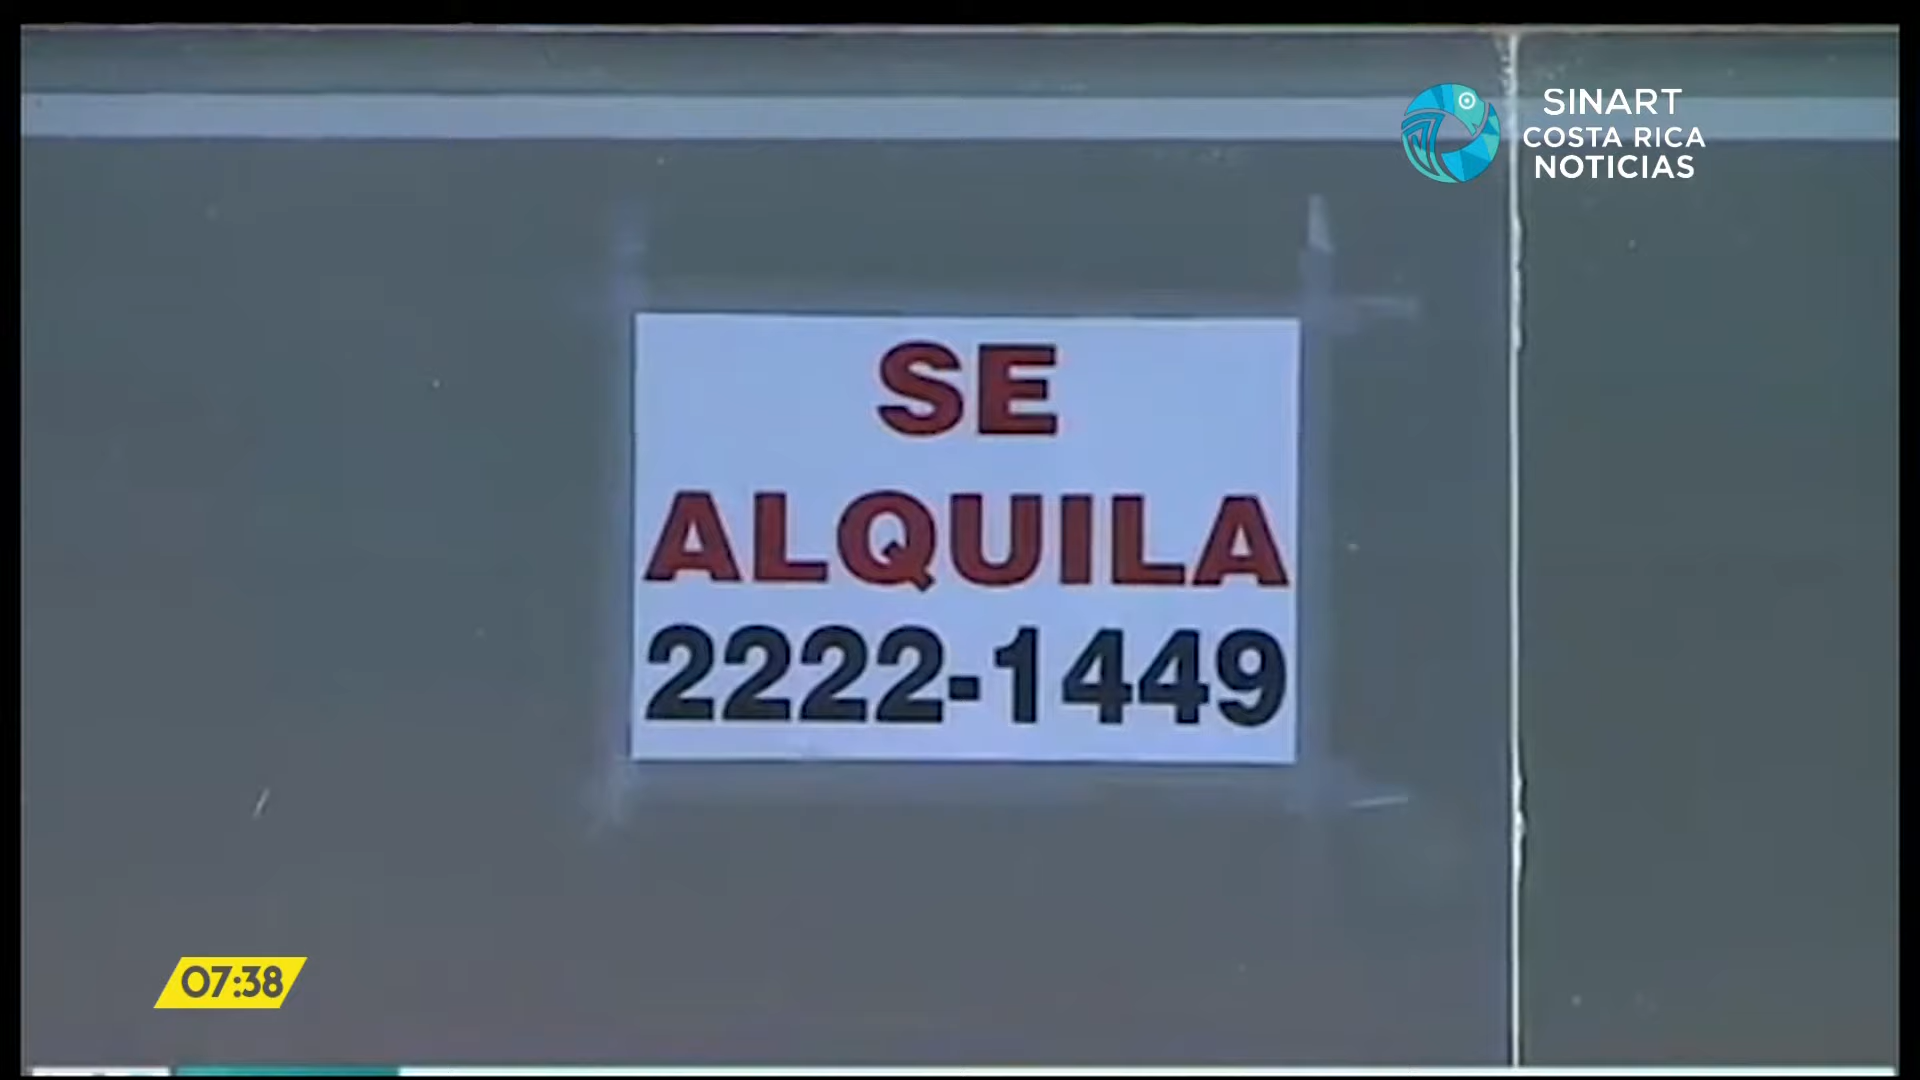 SINART
COSTA RICA
NOTICIAS
SE
ALQUILA
2222-1449
07:38